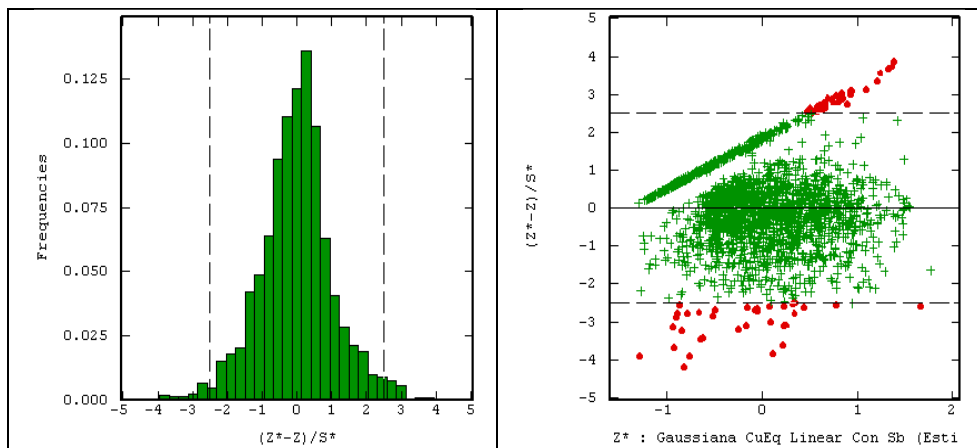 Frequencies
0.125
0.100
0.075
0.050
0.025
0.000
-5 -4 -3 -2 -1 0 1 2 3 4 5
(Z*-Z)/S*
(Z*-Z)/S*
5
4
3
2
1
0
-1
-2
-3
-4
-5
-1 0 1 2
Z* : Gaussiana CuEq Linear Con Sb (Esti